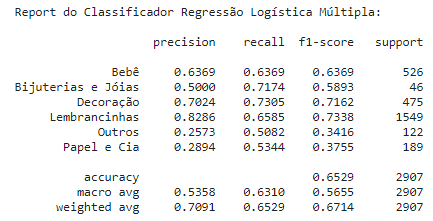 Report do Classificador Regressão Logística Múltipla:
precision recall f1-score support
Bebê 0.6369 0.6369 0.6369 526
Bijuterias e Jóias 0.5000 0.7174 0.5893 46
Decoração 0.7024 0.7305 0.7162 475
Lembrancinhas 0.8286 0.6585 0.7338 1549
Outros 0.2573 0.5082 0.3416 122
Papel e Cia 0.2894 0.5344 0.3755 189
accuracy 0.6529 2907
macro avg 0.5358 0.6310 0.5655 2907
weighted avg 0.7091 0.6529 0.6714 2907